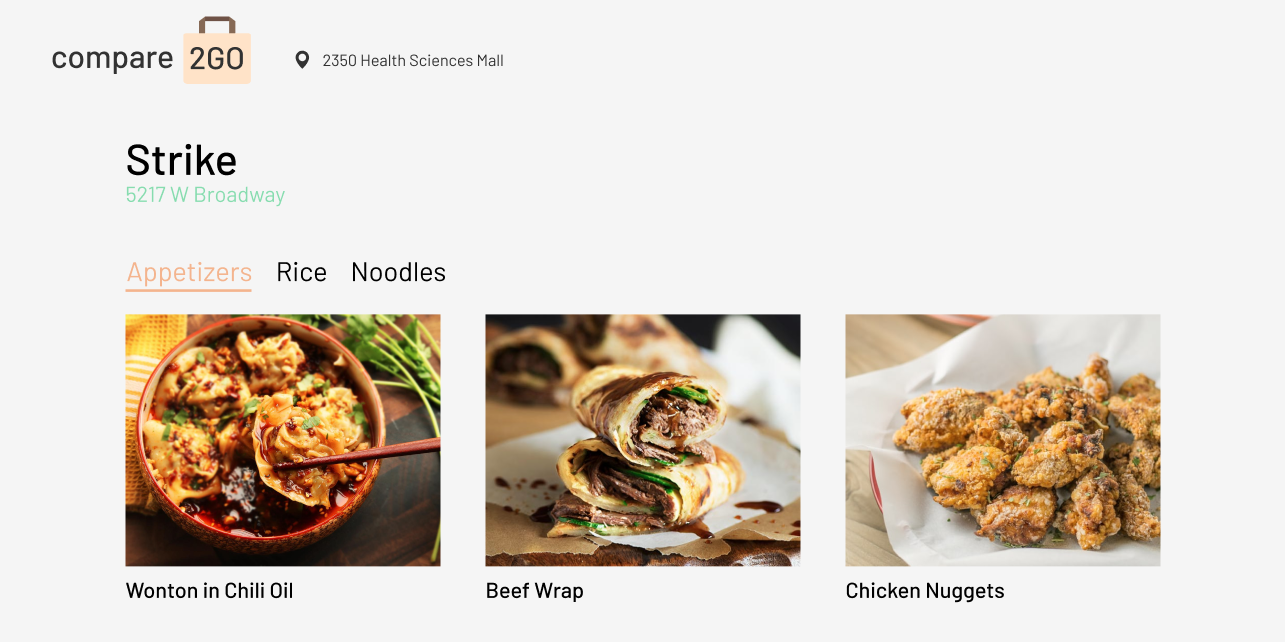 compare 2GO
2350 Health Sciences Mall
Strike
5217 W Broadway
Appetizers Rice Noodles
Wonton in Chili Oil
Beef Wrap
Chicken Nuggets